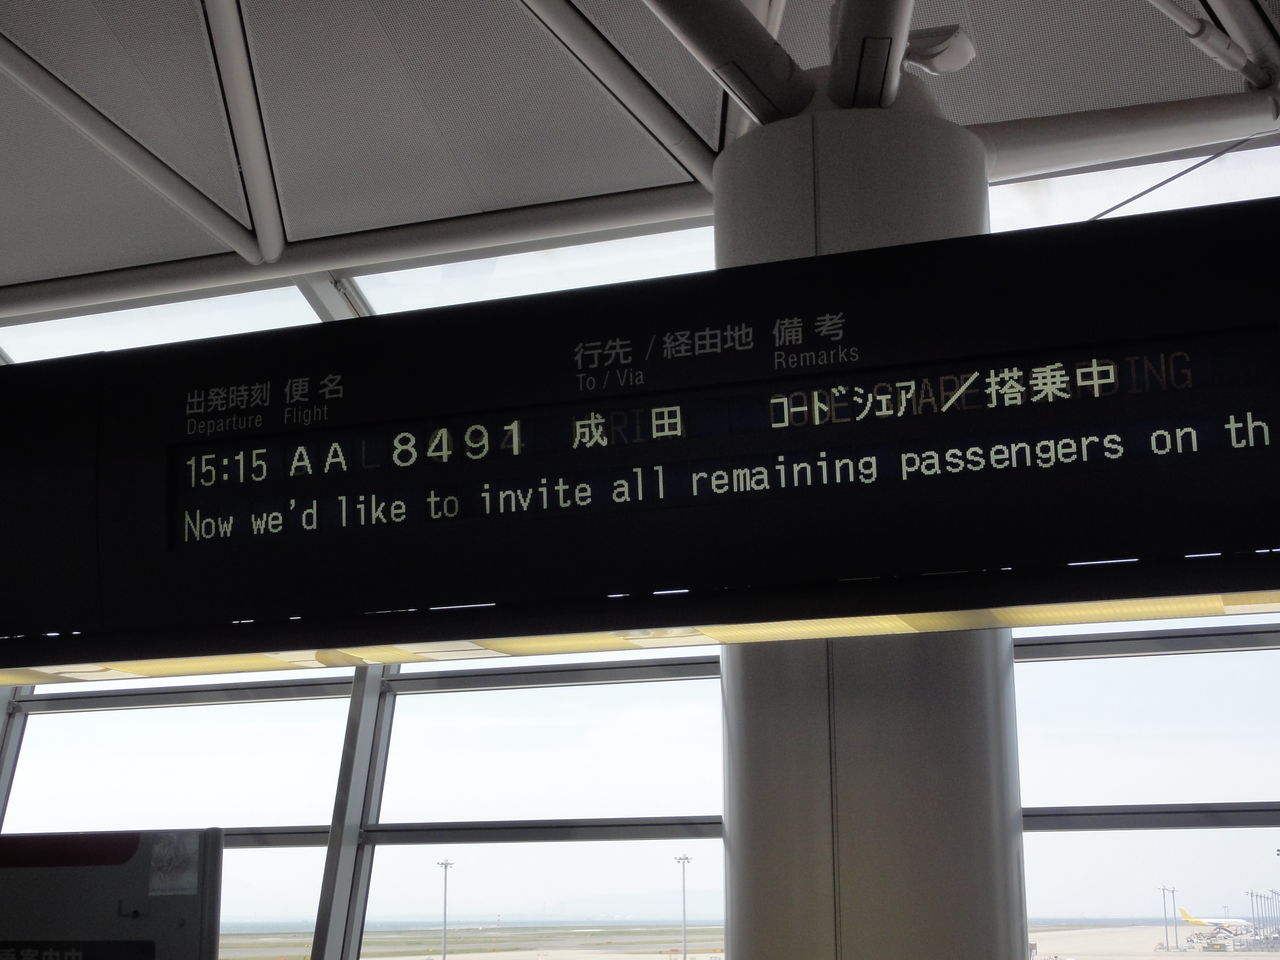 出発時刻 便名 行先/経由地 備考
Departure Flight To/Via Remarks
15:15 AA 8491 成田 コードシェア/搭乗中
Now we'd like to invite all remaining passengers on th